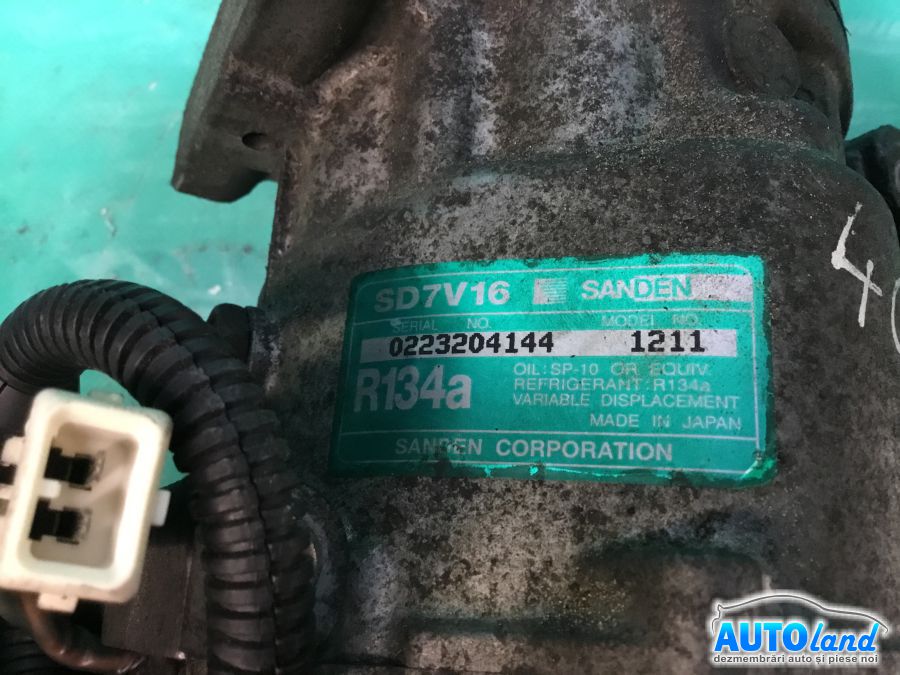 SD7V16 SANDEN
SERIAL NO. MODEL NO.
0223204144 1211
R134a
OIL: SP-10 OR EQUIV.
REFRIGERANT: R134a
VARIABLE DISPLACEMENT
MADE IN JAPAN
SANDEN CORPORATION
4
AUTOland
dezmembrări auto și piese noi